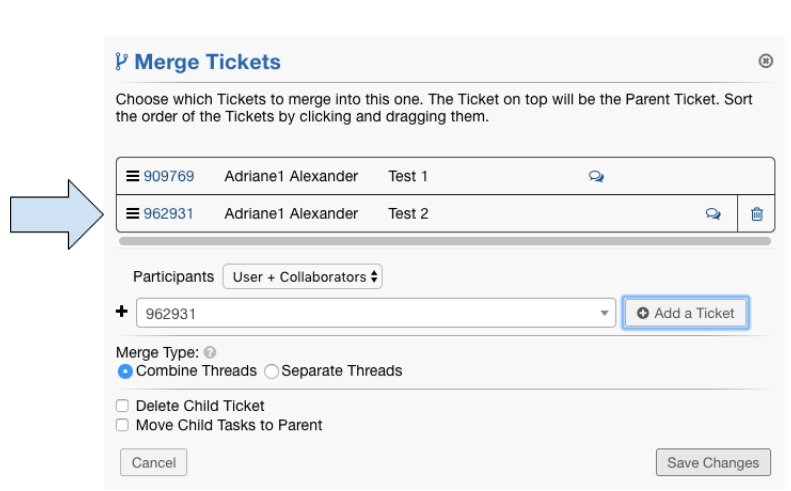 Merge Tickets
Choose which Tickets to merge into this one. The Ticket on top will be the Parent Ticket. Sort
the order of the Tickets by clicking and dragging them.
909769 Adriane1 Alexander Test 1
962931 Adriane1 Alexander Test 2
Participants User + Collaborators
962931 Add a Ticket
Merge Type:
Combine Threads Separate Threads
Delete Child Ticket
Move Child Tasks to Parent
Cancel Save Changes